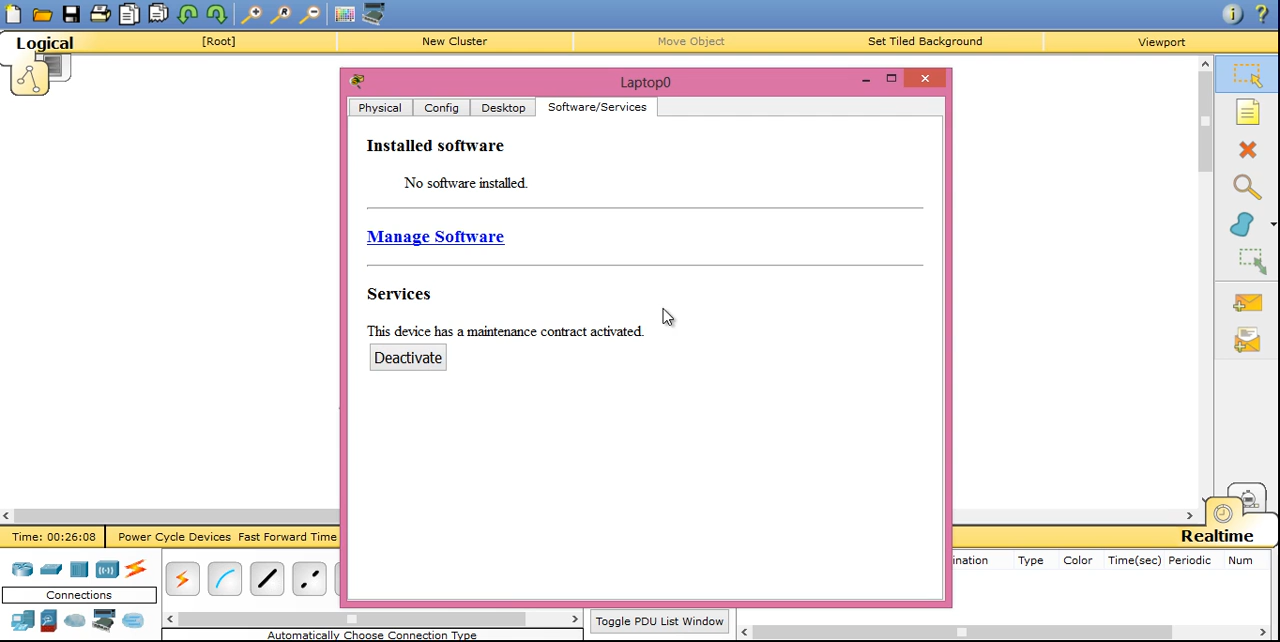 Logical
[Root]
New Cluster
Move Object
Set Tiled Background
Viewport
Laptop0
Physical
Config
Desktop
Software/Services
Installed software
No software installed.
Manage Software
Services
This device has a maintenance contract activated.
Deactivate
Time: 00:26:08
Power Cycle Devices Fast Forward Time
Realtime
Connections
Automatically Choose Connection Type
Toggle PDU List Window
ination
Type
Color
Time(sec)
Periodic
Num